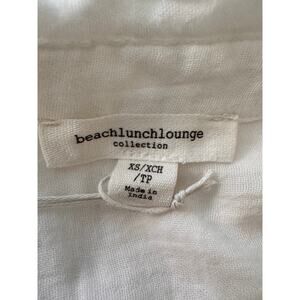 beachlunchlounge
collection
XS/XCH
/TP
Made in
India